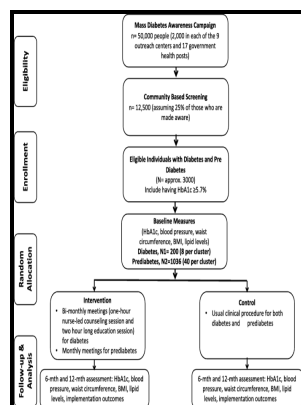 Mass Diabetes Awareness Campaign
n= 50,000 people (2,000 in each of the 9
outreach centers and 17 government
health posts)
Eligibility
Community Based Screening
n= 12,500 (assuming 25% of those who are
made aware)
Enrollment
Eligible Individuals with Diabetes and Pre
Diabetes
(N= approx. 3000)
Include having HbA1c ≥5.7%
Baseline Measures
(HbA1c, blood pressure, waist
circumference, BMI, lipid levels)
Diabetes, N1= 200 (8 per cluster)
Prediabetes, N2=1036 (40 per cluster)
Random
Allocation
Intervention
• Bi-monthly meetings (one-hour
nurse-led counseling session and
two hour long education session)
for diabetes
• Monthly meetings for prediabetes
Control
• Usual clinical procedure for both
diabetes and prediabetes
Follow-up &
Analysis
6-mth and 12-mth assessment: HbA1c, blood
pressure, waist circumference, BMI, lipid
levels, implementation outcomes
6-mth and 12-mth assessment: HbA1c, blood
pressure, waist circumference, BMI, lipid
levels, implementation outcomes